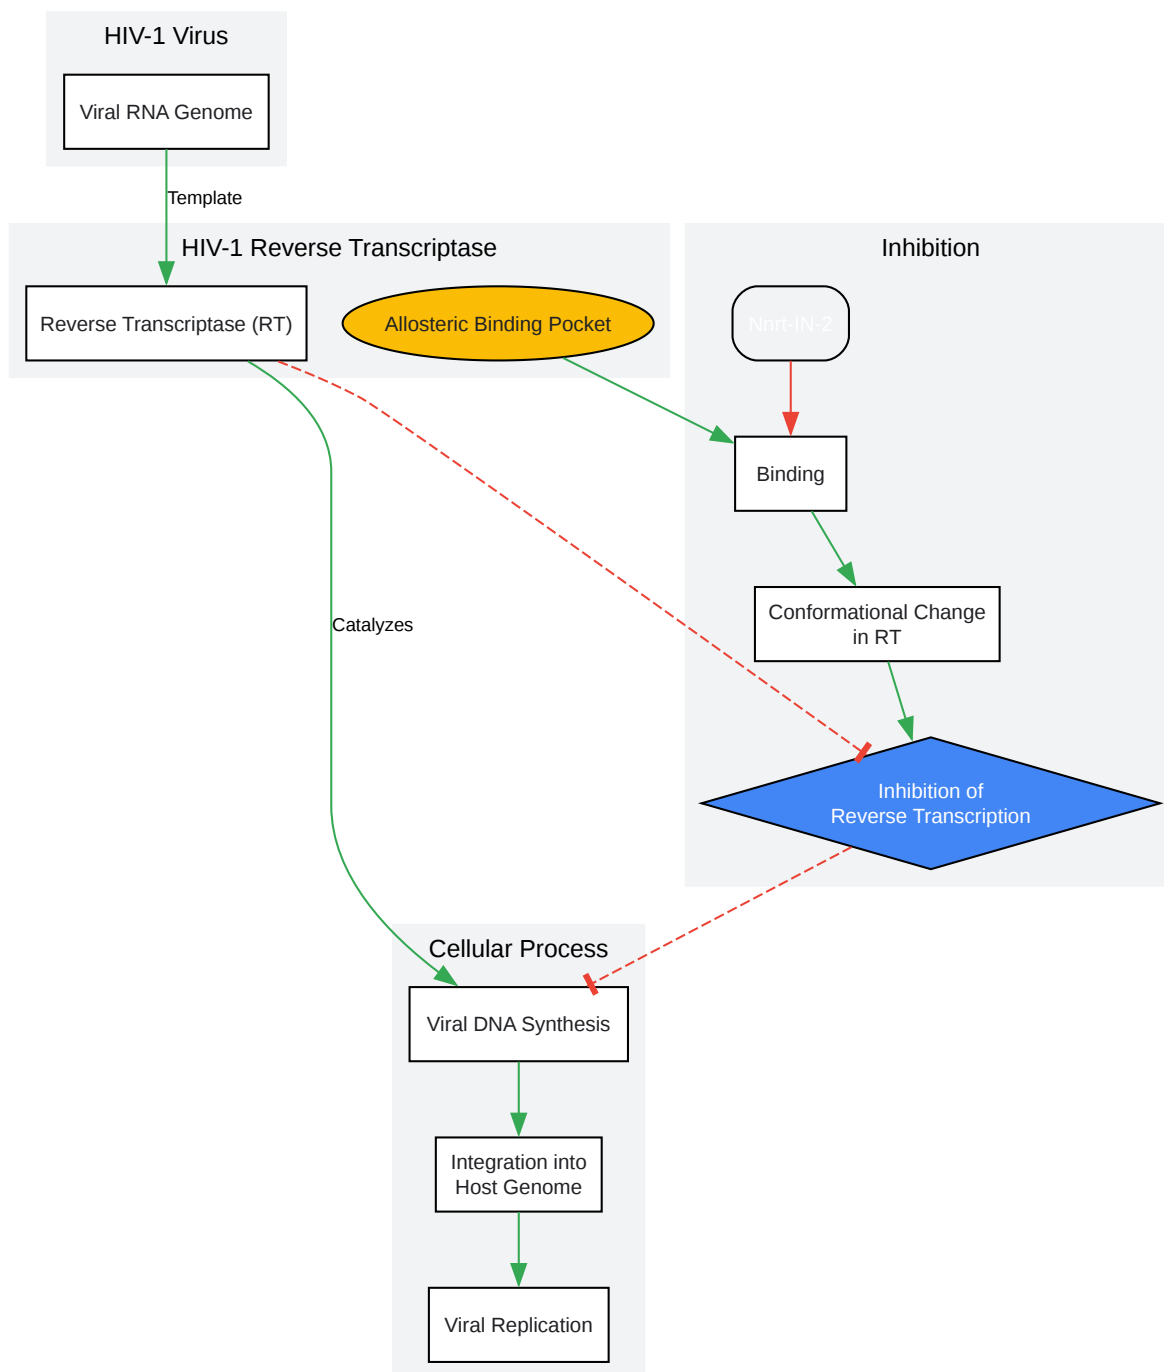 HIV-1 Virus
Viral RNA Genome
Template
HIV-1 Reverse Transcriptase
Reverse Transcriptase (RT)
Allosteric Binding Pocket
Inhibition
Nnrt-IN-2
Binding
Conformational Change
in RT
Catalyzes
Inhibition of
Reverse Transcription
Cellular Process
Viral DNA Synthesis
Integration into
Host Genome
Viral Replication